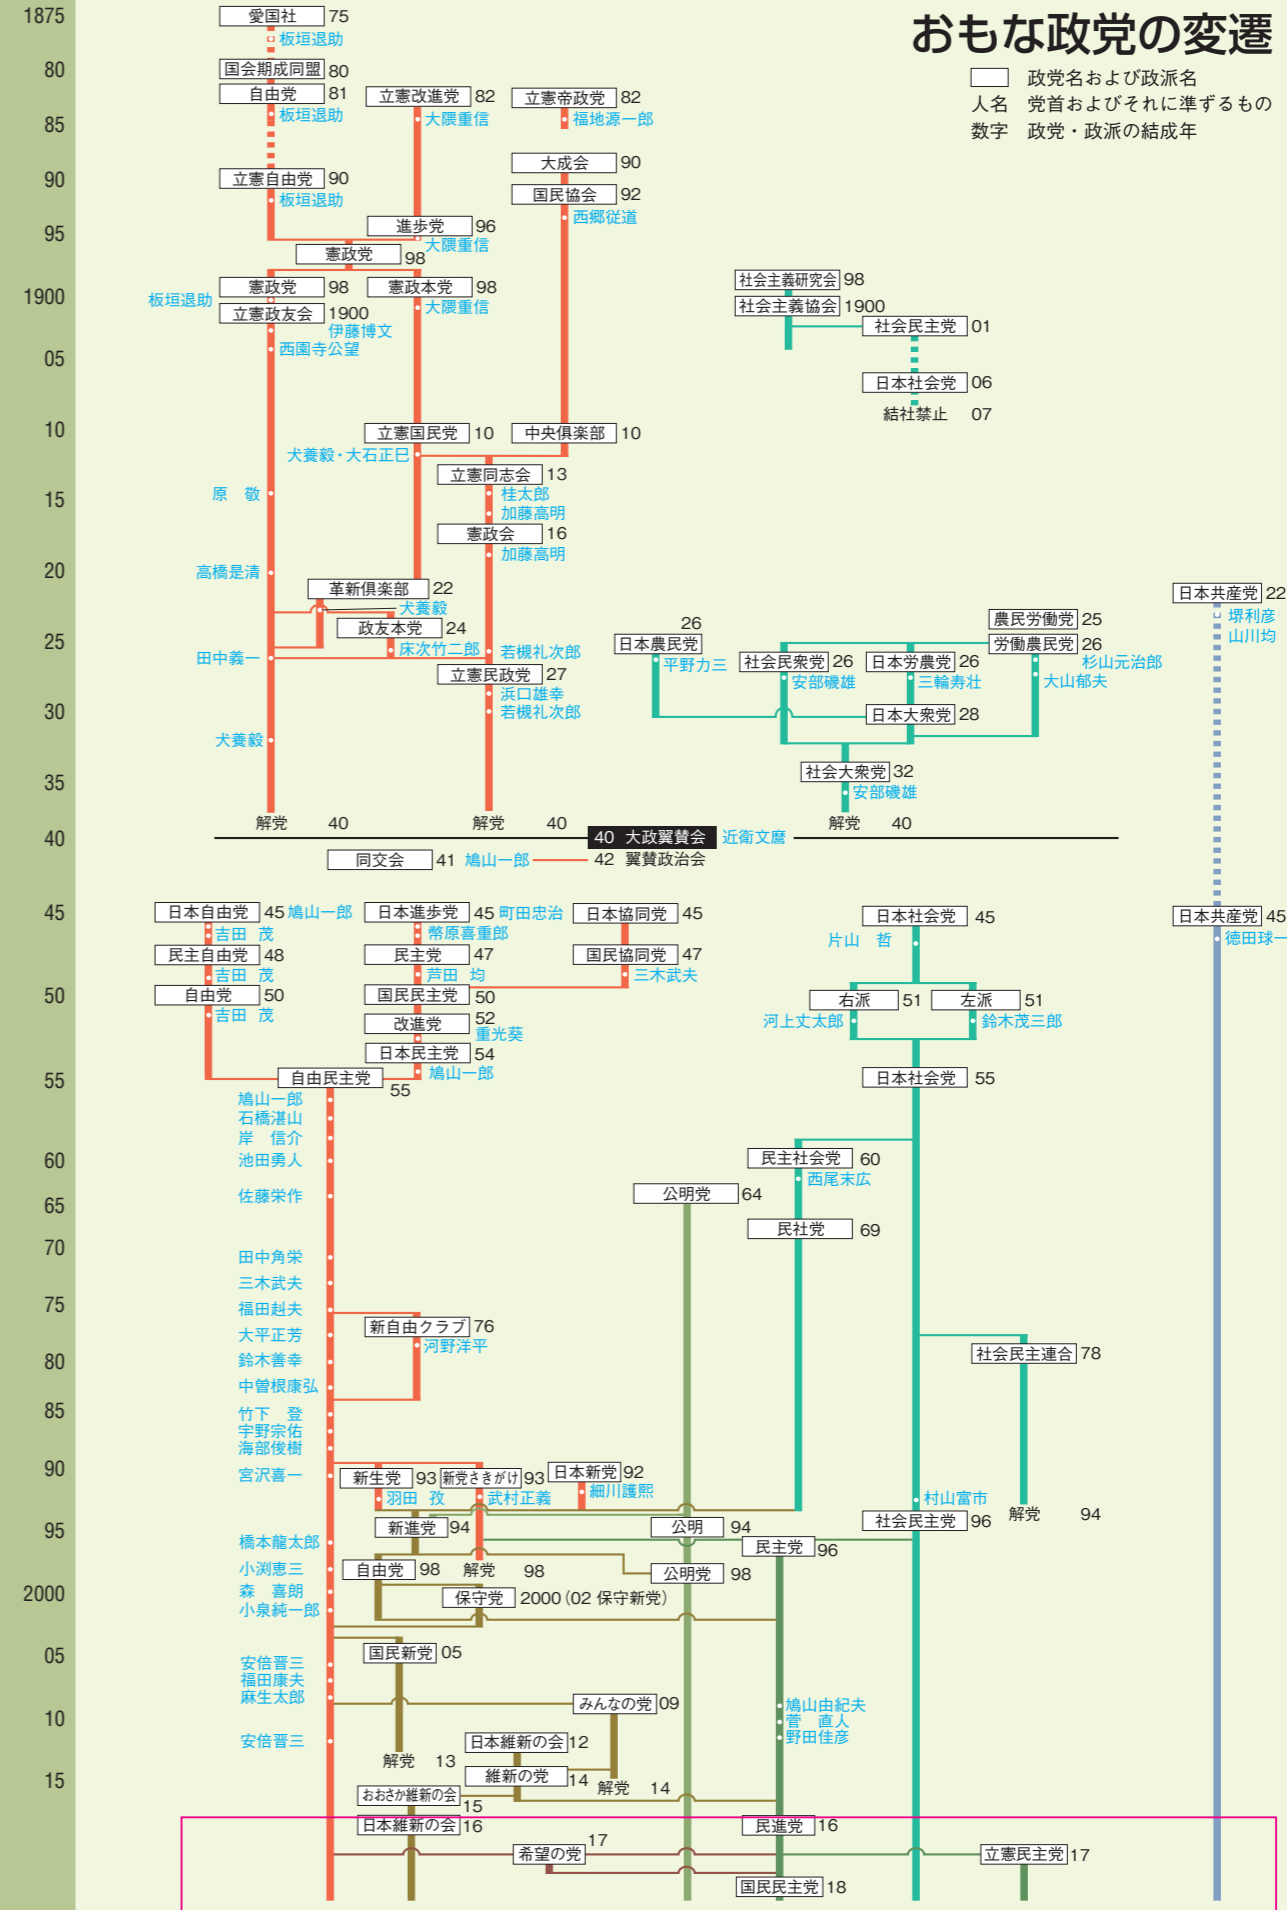 おもな政党の変遷
政党名および政派名
人名 党首およびそれに準ずるもの
数字 政党・政派の結成年
1875
80
85
90
95
1900
05
10
15
20
25
30
35
40
45
50
55
60
65
70
75
80
85
90
95
2000
05
10
15
愛国社 75
板垣退助
国会期成同盟 80
自由党 81
板垣退助
立憲改進党 82
大隈重信
立憲帝政党 82
福地源一郎
大成会 90
立憲自由党 90
板垣退助
国民協会 92
西郷従道
進歩党 96
大隈重信
憲政党 98
憲政党 98
板垣退助
憲政本党 98
大隈重信
立憲政友会 1900
伊藤博文
西園寺公望
社会主義研究会 98
社会主義協会 1900
社会民主党 01
日本社会党 06
結社禁止 07
立憲国民党 10
中央俱楽部 10
犬養毅・大石正巳
立憲同志会 13
桂太郎
加藤高明
原 敬
憲政会 16
加藤高明
高橋是清
革新俱楽部 22
犬養毅
政友本党 24
床次竹二郎
若槻礼次郎
田中義一
立憲民政党 27
浜口雄幸
若槻礼次郎
犬養毅
日本共産党 22
堺利彦
山川均
農民労働党 25
26
日本農民党
平野力三
社会民衆党 26
安部磯雄
日本労農党 26
三輪寿壮
労働農民党 26
杉山元治郎
大山郁夫
日本大衆党 28
社会大衆党 32
安部磯雄
解党 40
解党 40
解党 40
40 大政翼賛会 近衛文麿
同交会 41 鳩山一郎
42 翼賛政治会
日本自由党 45 鳩山一郎
吉田 茂
民主自由党 48
吉田 茂
自由党 50
吉田 茂
日本進歩党 45 町田忠治
幣原喜重郎
民主党 47
芦田 均
国民民主党 50
改進党 52
重光葵
日本民主党 54
鳩山一郎
日本協同党 45
国民協同党 47
三木武夫
日本社会党 45
片山 哲
右派 51
河上丈太郎
左派 51
鈴木茂三郎
日本社会党 55
日本共産党 45
徳田球一
自由民主党 55
鳩山一郎
石橋湛山
岸 信介
池田勇人
佐藤栄作
田中角栄
三木武夫
福田赳夫
大平正芳
鈴木善幸
中曽根康弘
竹下 登
宇野宗佑
海部俊樹
宮沢喜一
橋本龍太郎
小渕恵三
森 喜朗
小泉純一郎
安倍晋三
福田康夫
麻生太郎
安倍晋三
民主社会党 60
西尾末広
公明党 64
民社党 69
新自由クラブ 76
河野洋平
社会民主連合 78
解党 94
新生党 93
羽田 孜
新党さきがけ 93
武村正義
日本新党 92
細川護熙
村山富市
新進党 94
公明 94
社会民主党 96
民主党 96
自由党 98
解党 98
公明党 98
保守党 2000(02 保守新党)
国民新党 05
解党 13
みんなの党 09
解党 14
鳩山由紀夫
菅 直人
野田佳彦
日本維新の会 12
維新の党 14
おおさか維新の会 15
日本維新の会 16
民進党 16
希望の党 17
立憲民主党 17
国民民主党 18